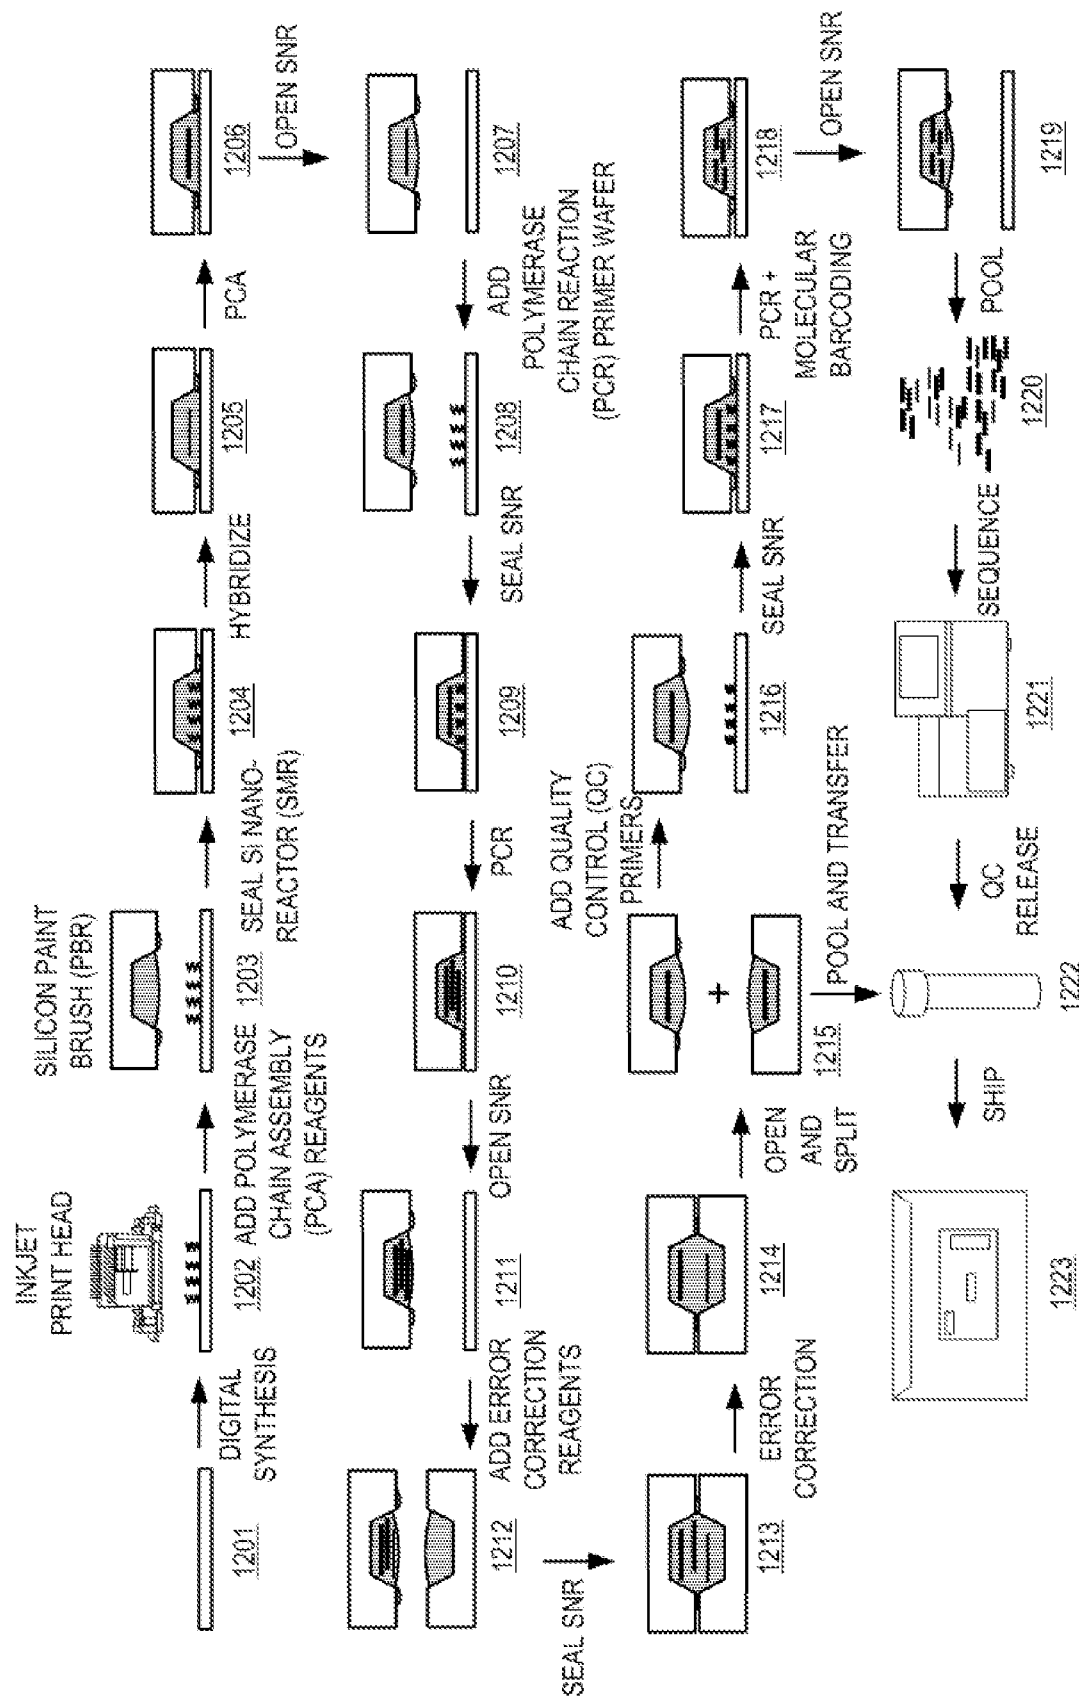 INKJET
PRINT HEAD
SILICON PAINT
BRUSH (PBR)
1201
DIGITAL
SYNTHESIS
1202
ADD POLYMERASE
CHAIN ASSEMBLY
(PCA) REAGENTS
1203
SEAL SI NANO-
REACTOR (SMR)
1204
HYBRIDIZE
1205
PCA
1206
OPEN SNR
1207
ADD
POLYMERASE
CHAIN REACTION
(PCR) PRIMER WAFER
1208
SEAL SNR
1209
PCR
1210
OPEN SNR
1211
ADD ERROR
CORRECTION
REAGENTS
1212
SEAL SNR
1213
ERROR
CORRECTION
1214
OPEN
AND
SPLIT
1215
ADD QUALITY
CONTROL (QC)
PRIMERS
1216
SEAL SNR
1217
PCR +
MOLECULAR
BARCODING
1218
OPEN SNR
1219
POOL
1220
SEQUENCE
1221
QC
RELEASE
POOL AND TRANSFER
1222
SHIP
1223